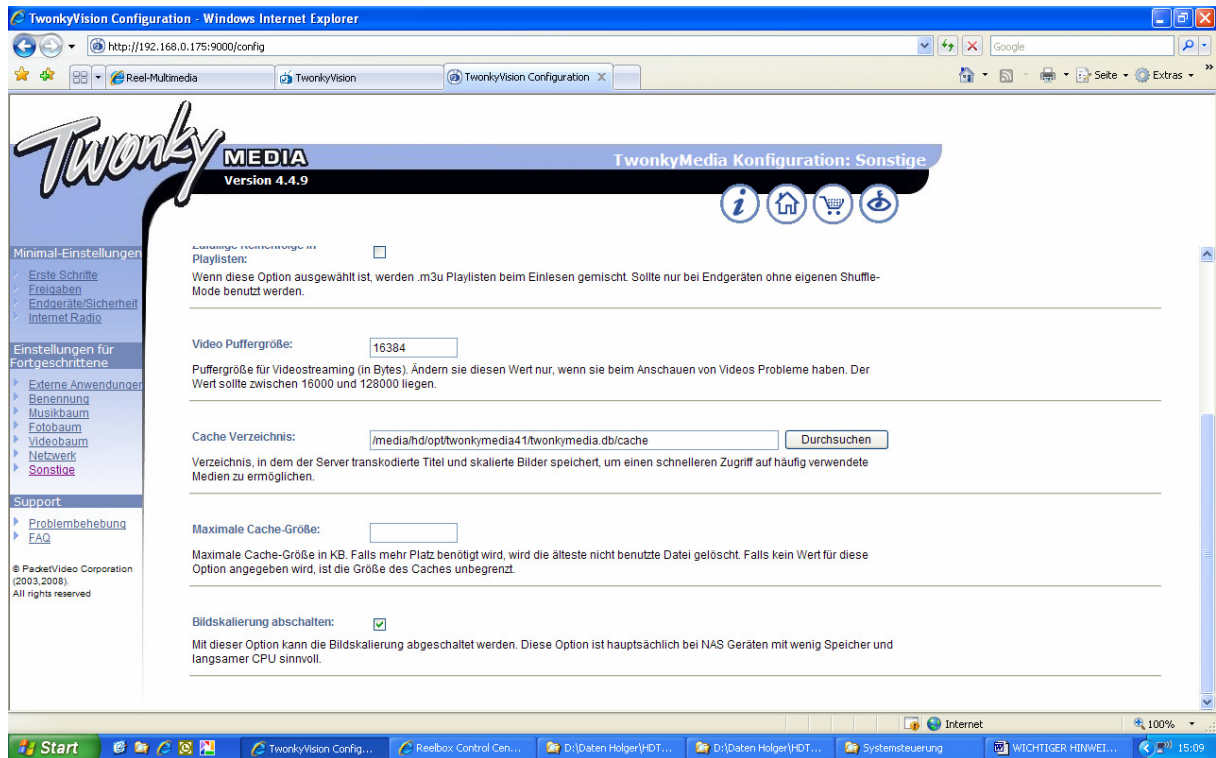 TwonkyVision Configuration - Windows Internet Explorer
http://192.168.0.175:9000/config
Google
Reel-Multimedia
TwonkyVision
TwonkyVision Configuration
Seite
Extras
Twonky MEDIA
Version 4.4.9
TwonkyMedia Konfiguration: Sonstige
Minimal-Einstellungen
Erste Schritte
Freigaben
Endgeräte/Sicherheit
Internet Radio
Einstellungen für
Fortgeschrittene
Externe Anwendungen
Benennung
Musikbaum
Fotobaum
Videobaum
Netzwerk
Sonstige
Support
Problembehebung
FAQ
© PacketVideo Corporation
(2003,2008).
All rights reserved
Zufällige Reihenfolge in
Playlisten:
Wenn diese Option ausgewählt ist, werden .m3u Playlisten beim Einlesen gemischt. Sollte nur bei Endgeräten ohne eigenen Shuffle-
Mode benutzt werden.
Video Puffergröße:
16384
Puffergröße für Videostreaming (in Bytes). Ändern sie diesen Wert nur, wenn sie beim Anschauen von Videos Probleme haben. Der
Wert sollte zwischen 16000 und 128000 liegen.
Cache Verzeichnis:
/media/hd/opt/twonkymedia41/twonkymedia.db/cache
Durchsuchen
Verzeichnis, in dem der Server transkodierte Titel und skalierte Bilder speichert, um einen schnelleren Zugriff auf häufig verwendete
Medien zu ermöglichen.
Maximale Cache-Größe:
Maximale Cache-Größe in KB. Falls mehr Platz benötigt wird, wird die älteste nicht benutzte Datei gelöscht. Falls kein Wert für diese
Option angegeben wird, ist die Größe des Caches unbegrenzt.
Bildskalierung abschalten:
Mit dieser Option kann die Bildskalierung abgeschaltet werden. Diese Option ist hauptsächlich bei NAS Geräten mit wenig Speicher und
langsamer CPU sinnvoll.
Internet
100%
Start
TwonkyVision Config...
Reelbox Control Cen...
D:\Daten Holger\HDT...
D:\Daten Holger\HDT...
Systemsteuerung
WICHTIGER HINWEI...
15:09